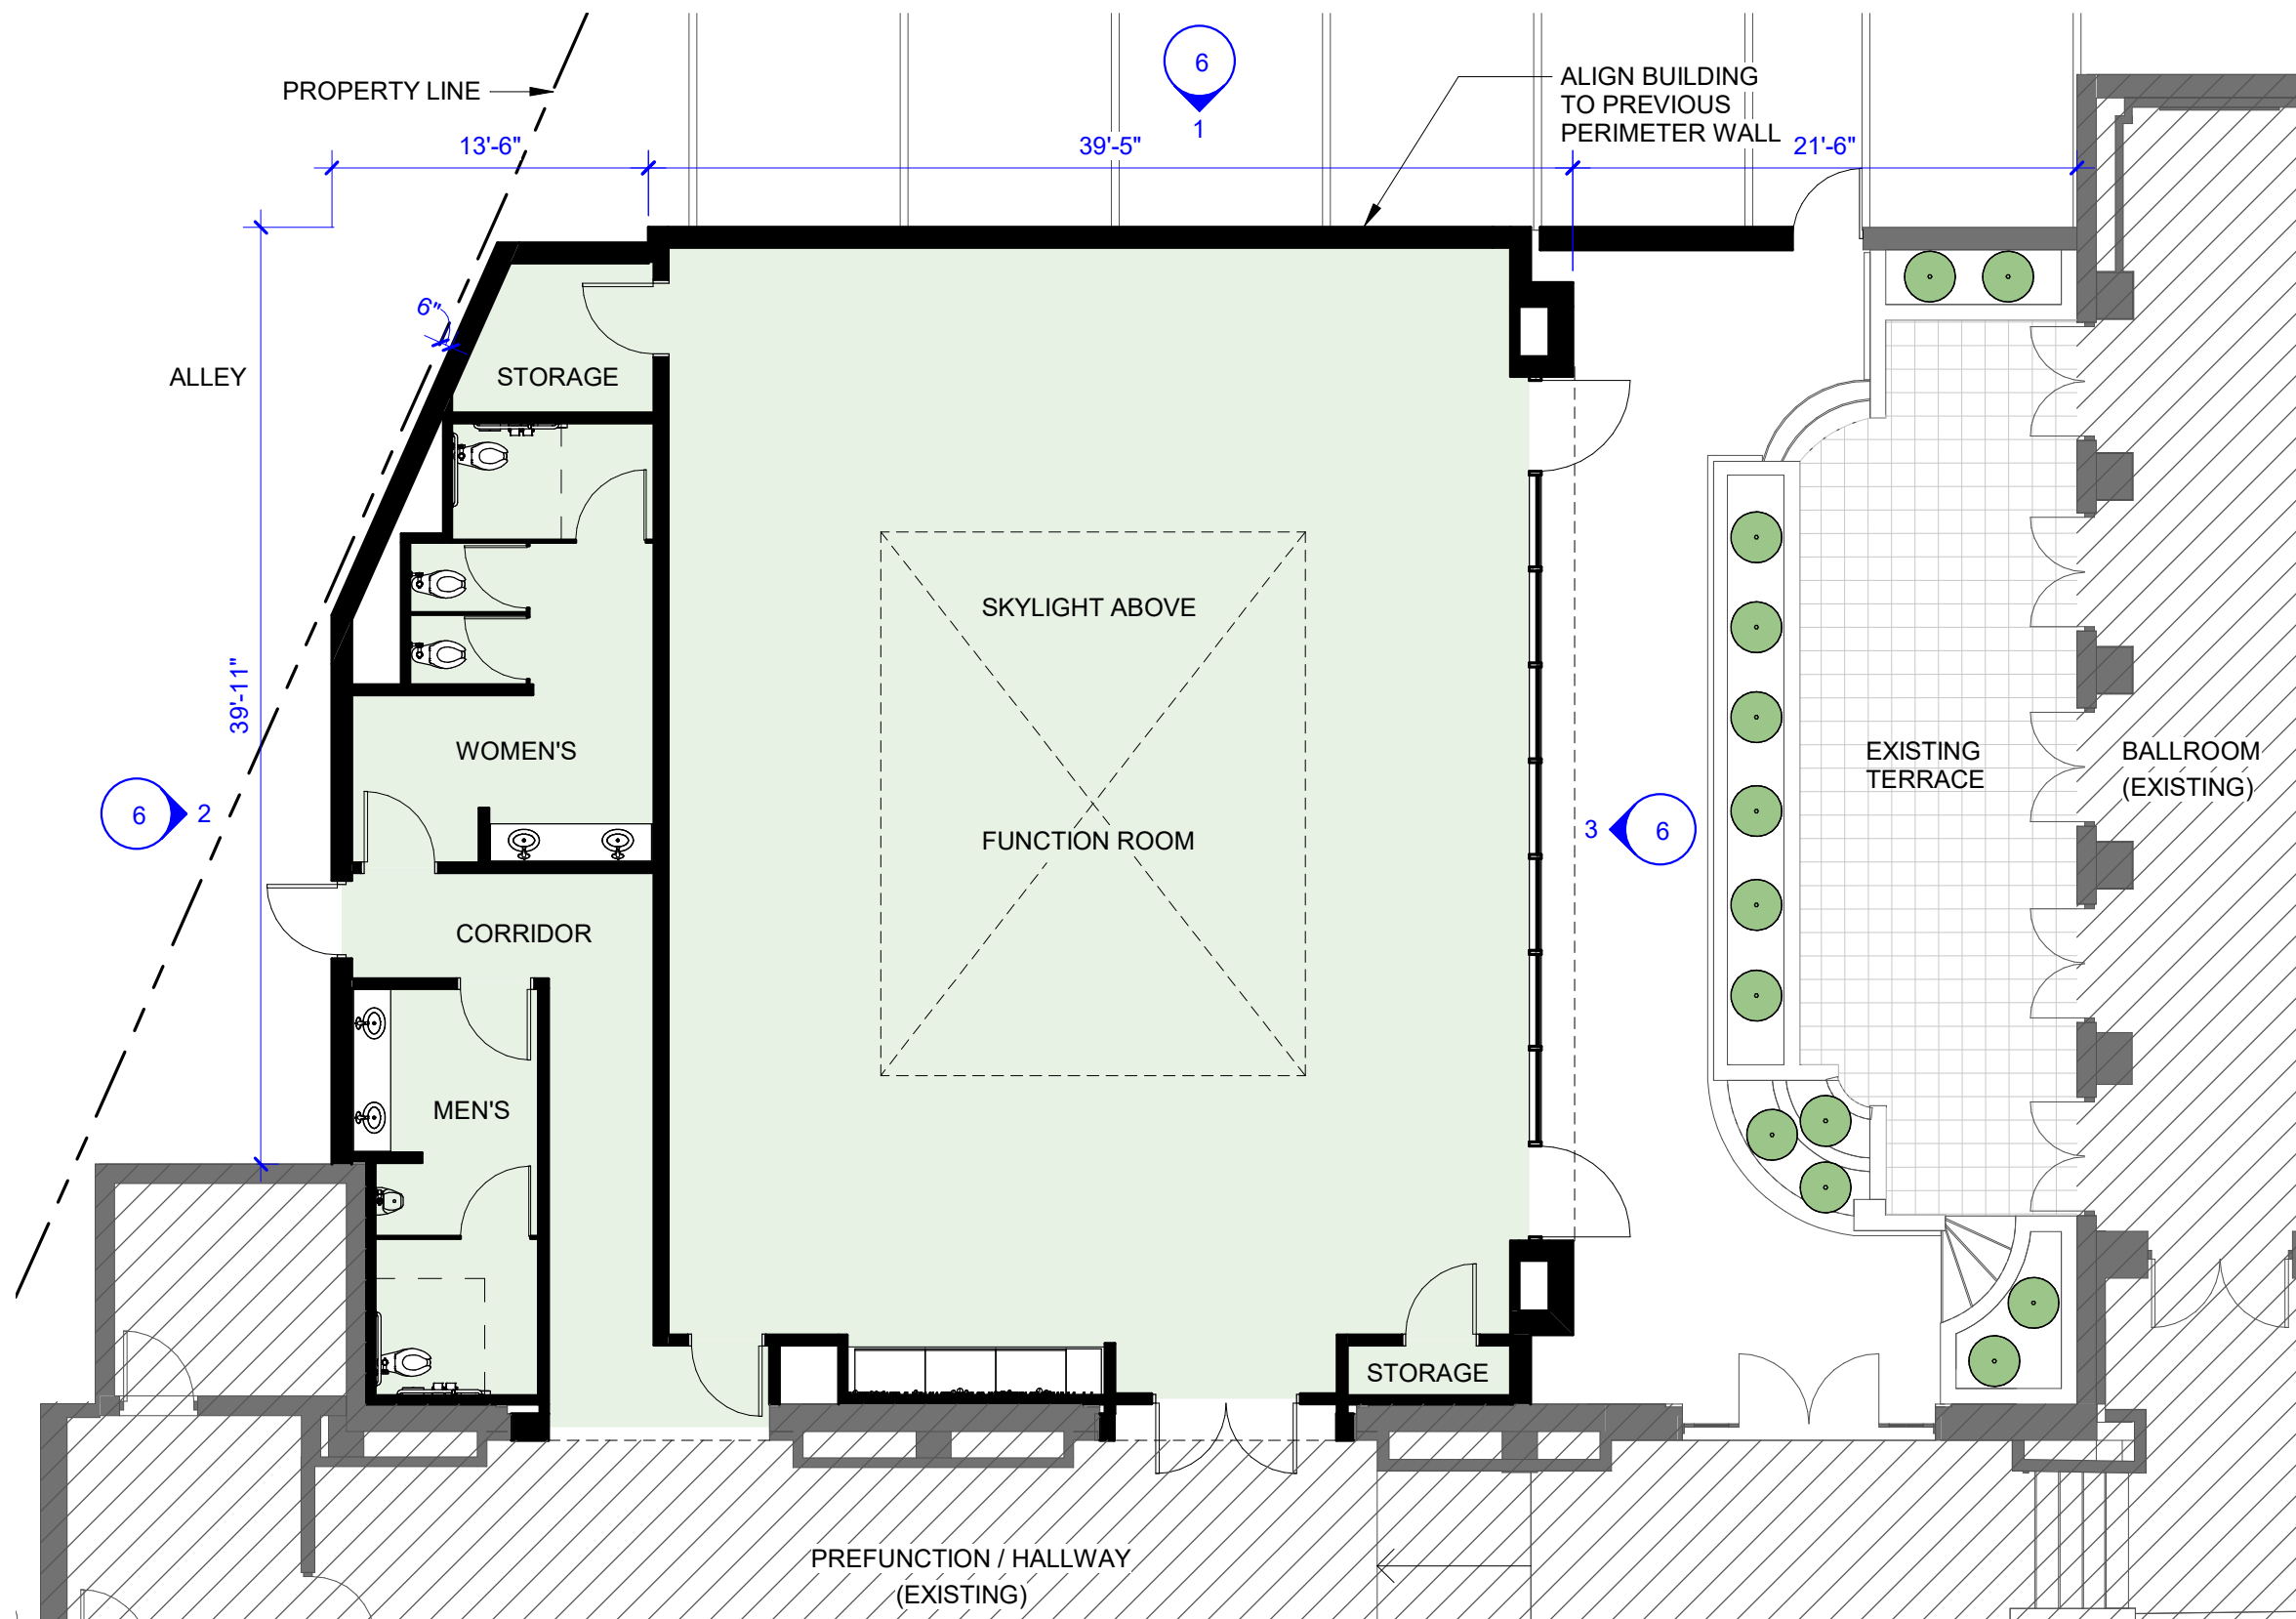 6
1
PROPERTY LINE
ALIGN BUILDING
TO PREVIOUS
PERIMETER WALL
13'-6"
39'-5"
21'-6"
6"
ALLEY
STORAGE
SKYLIGHT ABOVE
39'-11"
WOMEN'S
EXISTING
TERRACE
BALLROOM
(EXISTING)
6
2
3
6
FUNCTION ROOM
CORRIDOR
MEN'S
STORAGE
PREFUNCTION / HALLWAY
(EXISTING)